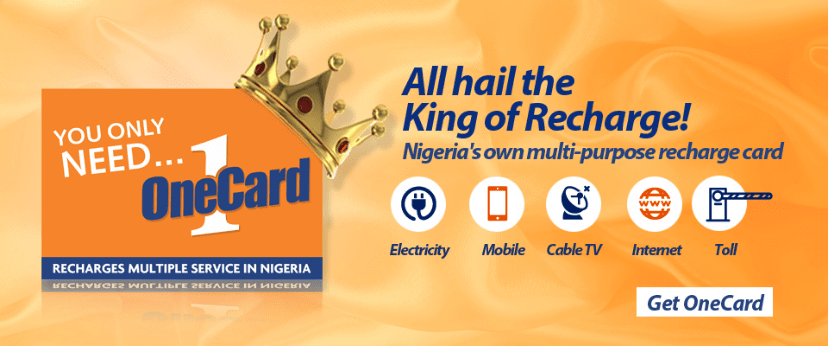 YOU ONLY
NEED...
1
OneCard
RECHARGES MULTIPLE SERVICE IN NIGERIA
All hail the
King of Recharge!
Nigeria's own multi-purpose recharge card
www
Electricity Mobile Cable TV Internet Toll
Get OneCard